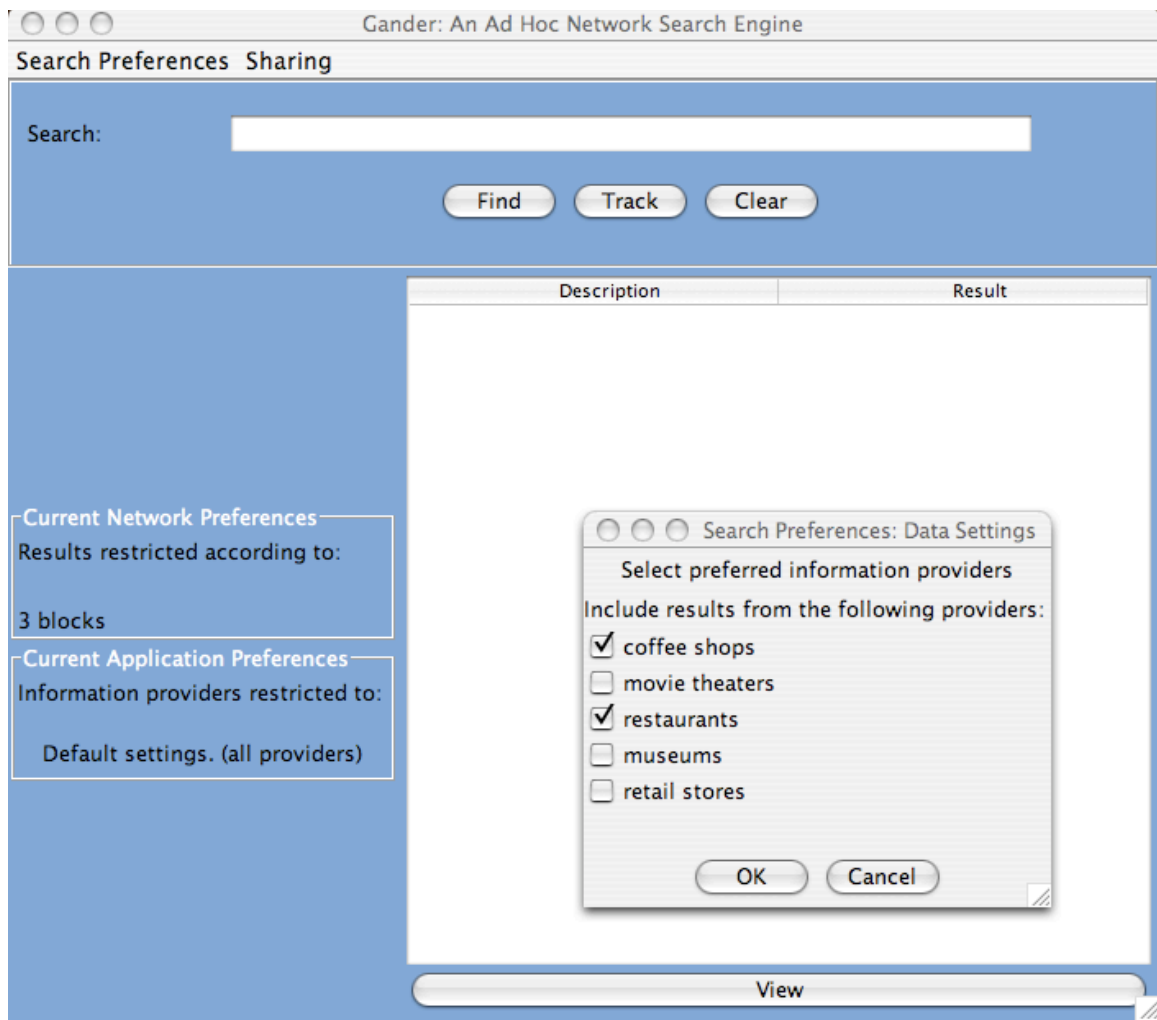 Gander: An Ad Hoc Network Search Engine
Search Preferences Sharing
Search:
Find Track Clear
Description Result
Current Network Preferences
Results restricted according to:
3 blocks
Current Application Preferences
Information providers restricted to:
Default settings. (all providers)
Search Preferences: Data Settings
Select preferred information providers
Include results from the following providers:
coffee shops
movie theaters
restaurants
museums
retail stores
OK Cancel
View